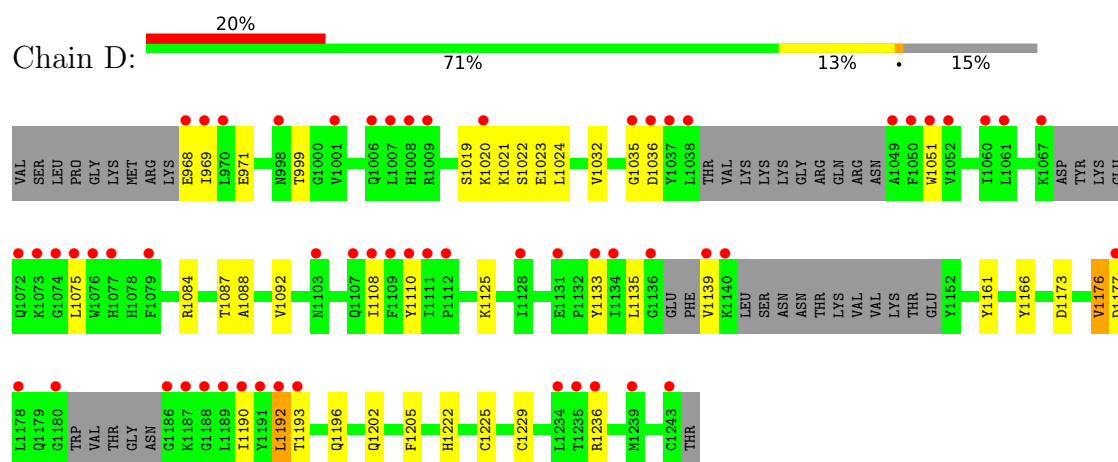 20%
Chain D:
71% 13% • 15%
VAL SER LEU PRO GLY LYS MET ARG LYS E968 I969 L970 E971 N998 T999 G1000 V1001 Q1006 L1007 H1008 R1009 S1019 K1020 K1021 S1022 E1023 L1024 V1032 G1035 D1036 Y1037 L1038 THR VAL LYS LYS LYS GLY ARG GLN ARG ASN A1049 F1050 W1051 V1052 I1060 L1061 K1067 ASP TYR LYS GLU
Q1072 K1073 G1074 L1075 W1076 H1077 H1078 F1079 R1084 T1087 A1088 V1092 N1103 Q1107 I1108 F1109 Y1110 I1111 P1112 K1125 I1128 E1131 P1132 Y1133 I1134 L1135 G1136 GLU PHE V1139 K1140 LEU SER ASN ASN THR LYS VAL VAL LYS THR GLU Y1152 Y1161 Y1166 D1173 V1176 D1177
L1178 Q1179 G1180 TRP VAL THR GLY ASN G1186 K1187 G1188 L1189 I1190 Y1191 L1192 T1193 Q1196 Q1202 F1205 H1222 C1225 C1229 L1234 T1235 R1236 M1239 C1243 THR